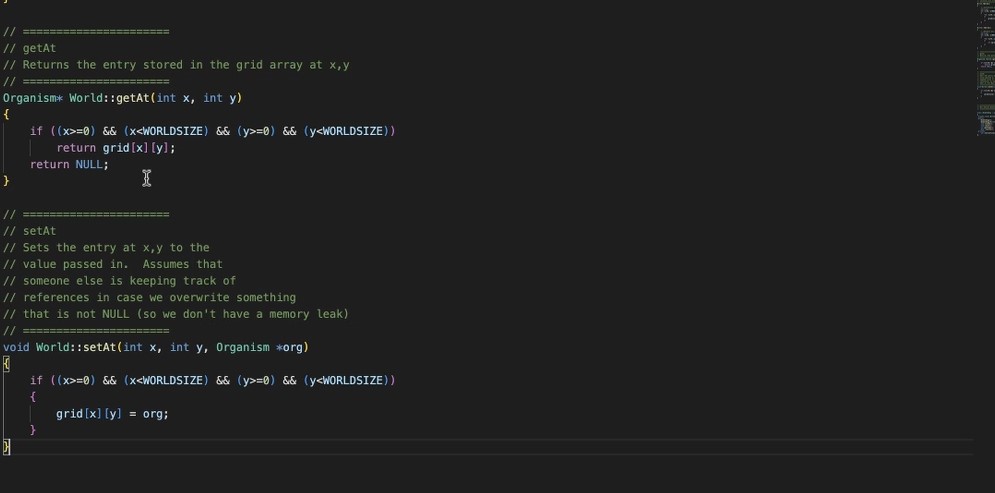 }
// ======================
// getAt
// Returns the entry stored in the grid array at x,y
// ======================
Organism* World::getAt(int x, int y)
{
    if ((x>=0) && (x<WORLDSIZE) && (y>=0) && (y<WORLDSIZE))
        return grid[x][y];
    return NULL;
}
// ======================
// setAt
// Sets the entry at x,y to the
// value passed in.  Assumes that
// someone else is keeping track of
// references in case we overwrite something
// that is not NULL (so we don't have a memory leak)
// ======================
void World::setAt(int x, int y, Organism *org)
{
    if ((x>=0) && (x<WORLDSIZE) && (y>=0) && (y<WORLDSIZE))
    {
        grid[x][y] = org;
    }
}